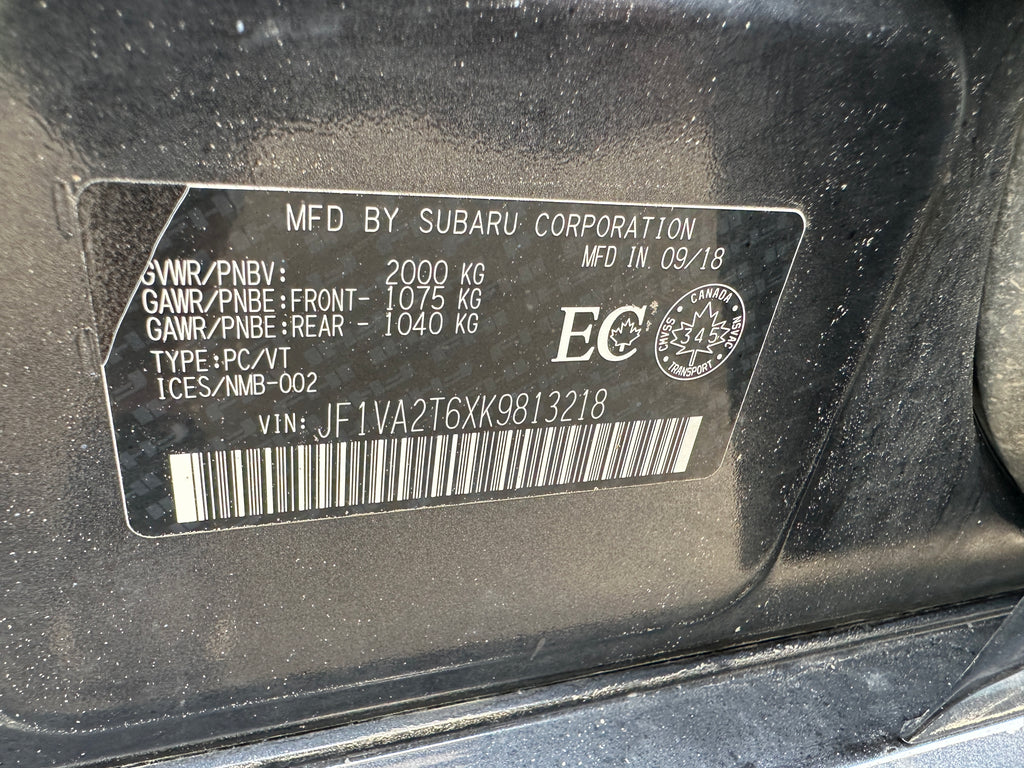 MFD BY SUBARU CORPORATION
MFD IN 09/18
GVWR/PNBV: 2000 KG
GAWR/PNBE:FRONT- 1075 KG
GAWR/PNBE:REAR - 1040 KG
TYPE:PC/VT
ICES/NMB-002
EC
CANADA
CMVSS 345 NSVAC
TRANSPORT
VIN: JF1VA2T6XK9813218